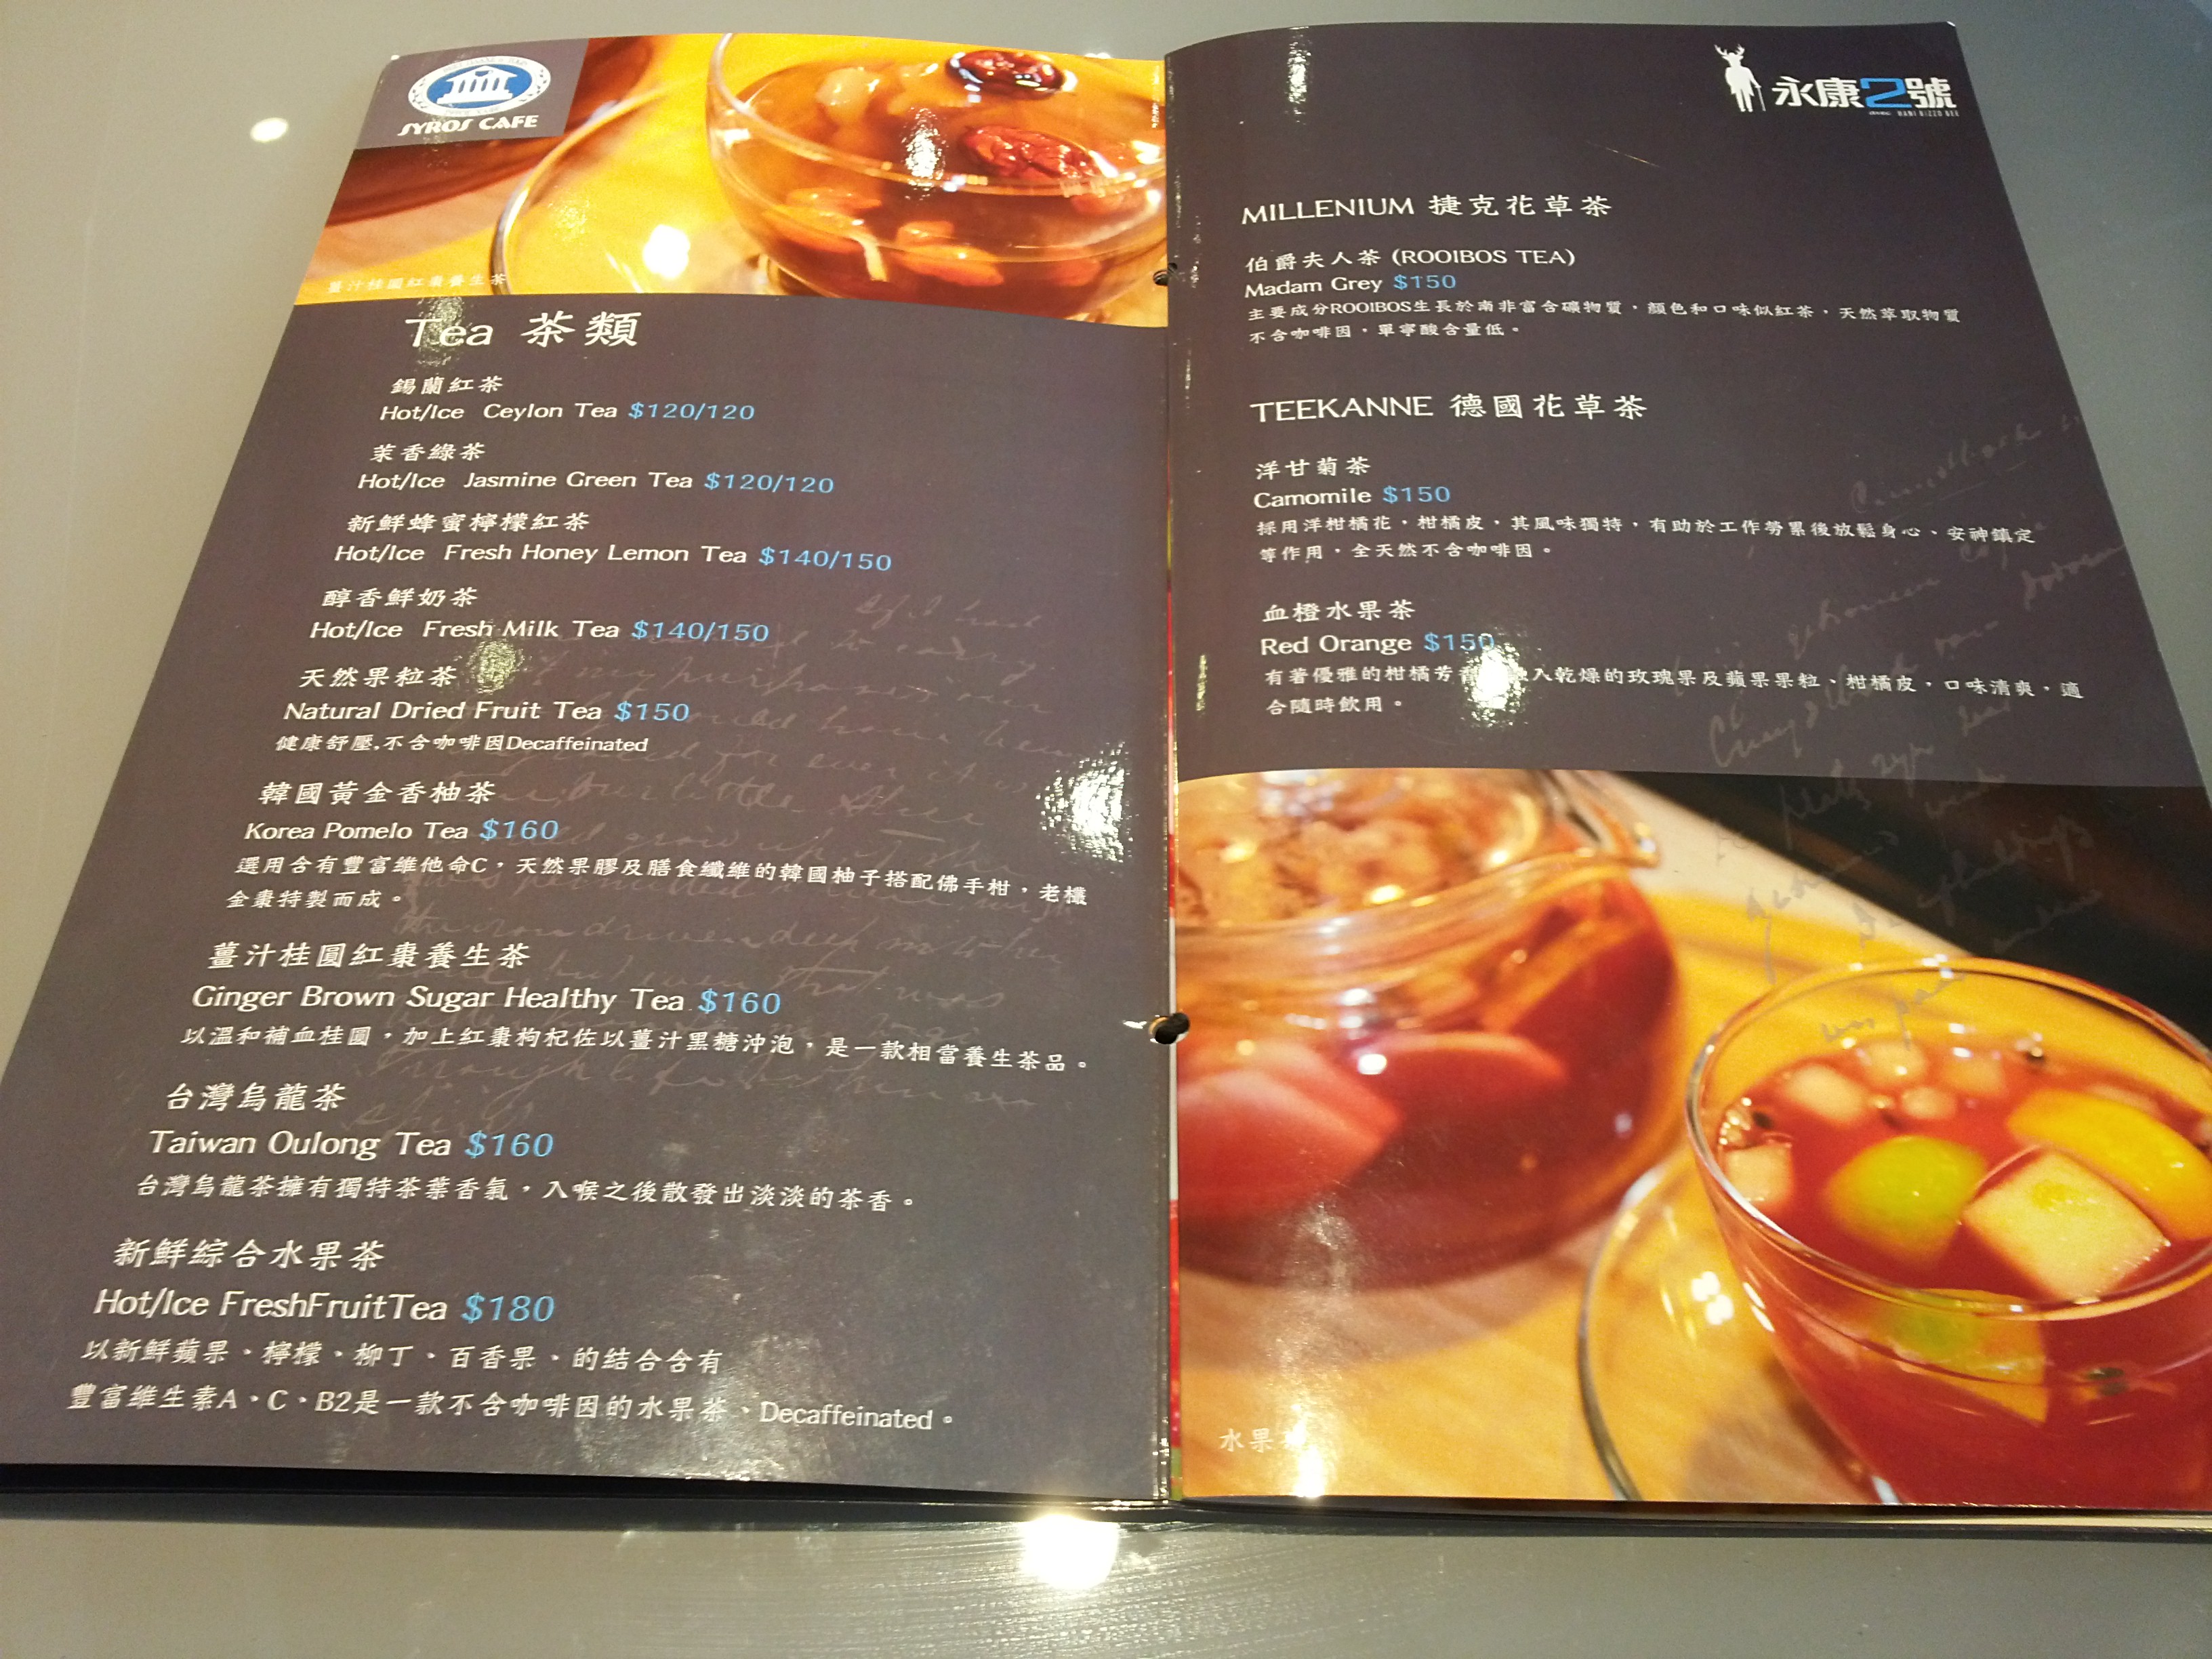 SYROS CAFE
薑汁桂圓紅棗養生茶
Tea 茶類
錫蘭紅茶
Hot/Ice Ceylon Tea $120/120
茉香綠茶
Hot/Ice Jasmine Green Tea $120/120
新鮮蜂蜜檸檬紅茶
Hot/Ice Fresh Honey Lemon Tea $140/150
醇香鮮奶茶
Hot/Ice Fresh Milk Tea $140/150
天然果粒茶
Natural Dried Fruit Tea $150
健康舒壓,不含咖啡因Decaffeinated
韓國黃金香柚茶
Korea Pomelo Tea $160
選用含有豐富維他命C，天然果膠及膳食纖維的韓國柚子搭配佛手柑，老欉
金棗特製而成。
薑汁桂圓紅棗養生茶
Ginger Brown Sugar Healthy Tea $160
以溫和補血桂圓，加上紅棗枸杞佐以薑汁黑糖沖泡，是一款相當養生茶品。
台灣烏龍茶
Taiwan Oulong Tea $160
台灣烏龍茶擁有獨特茶葉香氣，入喉之後散發出淡淡的茶香。
新鮮綜合水果茶
Hot/Ice FreshFruitTea $180
以新鮮蘋果、檸檬、柳丁、百香果、的結合含有
豐富維生素A、C、B2是一款不含咖啡因的水果茶、Decaffeinated。
永康2號
MILLENIUM 捷克花草茶
伯爵夫人茶 (ROOIBOS TEA)
Madam Grey $150
主要成分ROOIBOS生長於南非富含礦物質，顏色和口味似紅茶，天然萃取物質
不含咖啡因，單寧酸含量低。
TEEKANNE 德國花草茶
洋甘菊茶
Camomile $150
採用洋柑橘花，柑橘皮，其風味獨特，有助於工作勞累後放鬆身心、安神鎮定
等作用，全天然不含咖啡因。
血橙水果茶
Red Orange $150
有著優雅的柑橘芳 入乾燥的玫瑰果及蘋果果粒、柑橘皮，口味清爽，適
合隨時飲用。
水果